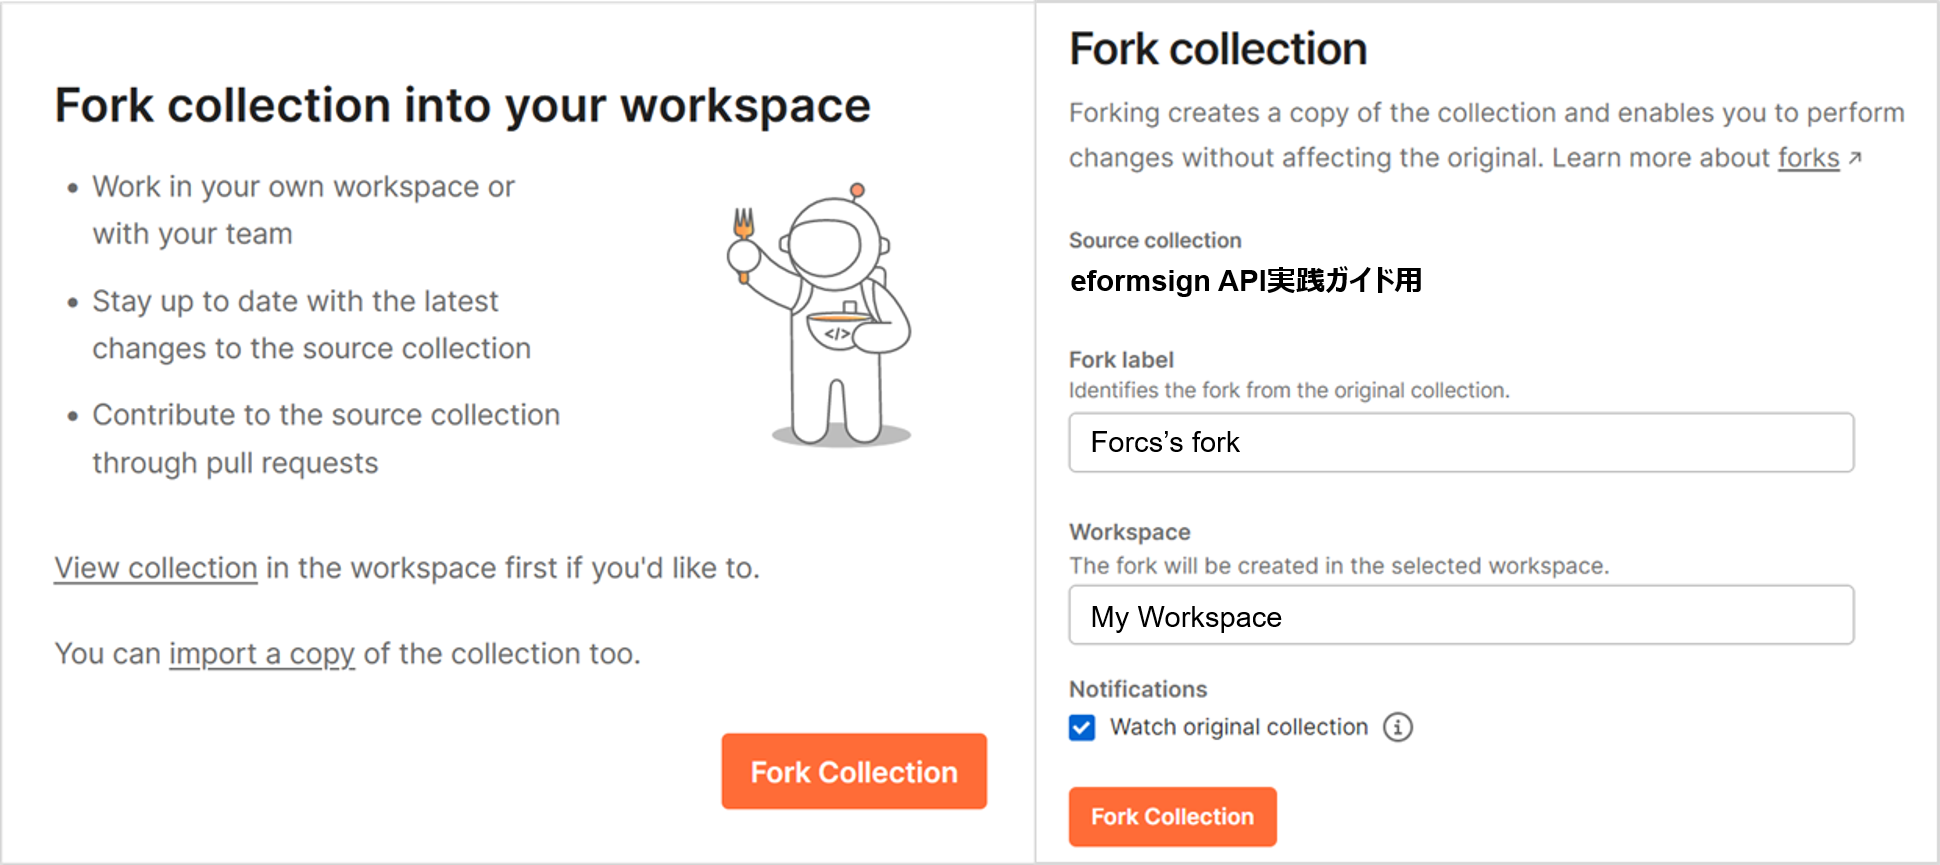 Fork collection into your workspace
• Work in your own workspace or
with your team
• Stay up to date with the latest
changes to the source collection
• Contribute to the source collection
through pull requests
</>
View collection in the workspace first if you'd like to.
You can import a copy of the collection too.
Fork Collection
Fork collection
Forking creates a copy of the collection and enables you to perform
changes without affecting the original. Learn more about forks ↗
Source collection
eformsign API実践ガイド用
Fork label
Identifies the fork from the original collection.
Forcs’s fork
Workspace
The fork will be created in the selected workspace.
My Workspace
Notifications
Watch original collection
Fork Collection